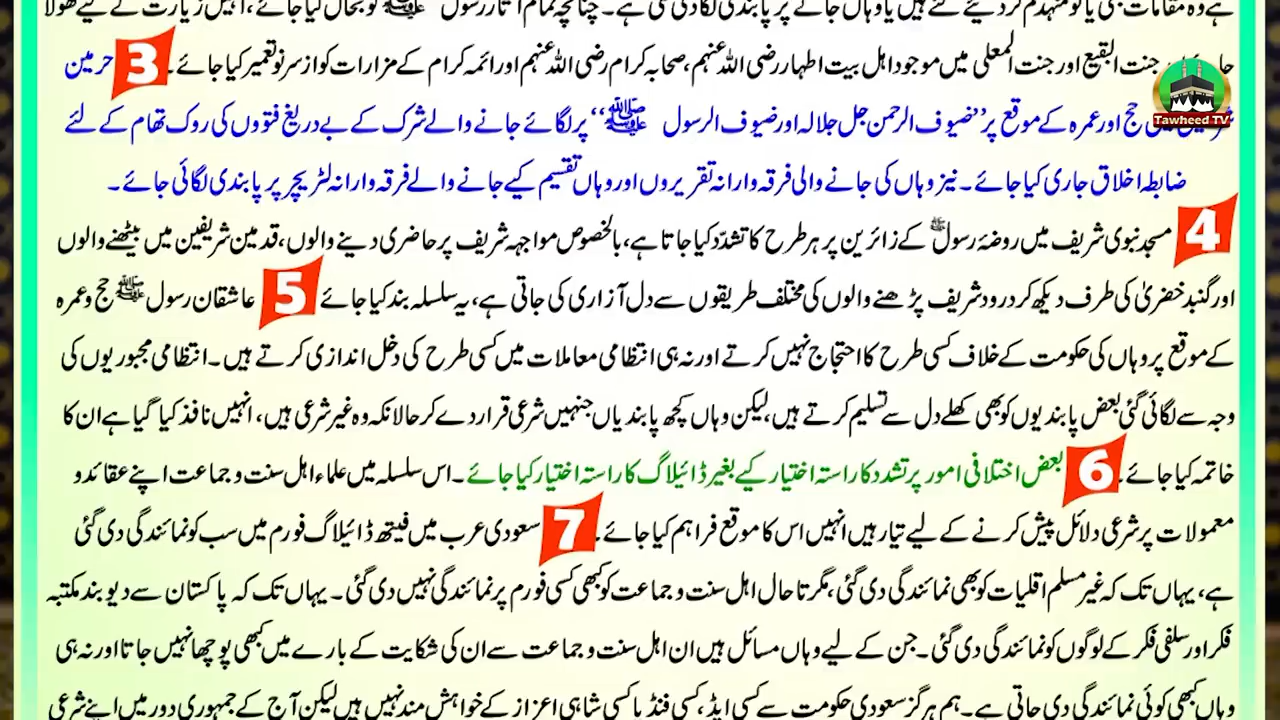 ہے وہ مقامات بھی یا تو منہدم کر دیئے گئے ہیں یا وہاں جانے پر پابندی لگا دی گئی ہے۔ چنانچہ تمام آثار رسول ﷺ کو بحال کیا جائے، انہیں زیارت کے لیے کھولا
جائے جنت البقیع اور جنت المعلی میں موجود اہل بیت اطہار رضی اللہ عنہم، صحابہ کرام رضی اللہ عنہم اور ائمہ کرام کے مزارات کو از سر نو تعمیر کیا جائے۔ 3 حرمین
شریفین میں حج اور عمرہ کے موقع پر ’’ضیوف الرحمن جل جلالہ اور ضیوف الرسول ﷺ‘‘ پر لگائے جانے والے شرک کے بے دریغ فتووں کی روک تھام کے لئے
Tawheed TV
ضابطہ اخلاق جاری کیا جائے۔ نیز وہاں کی جانے والی فرقہ وارانہ تقریروں اور وہاں تقسیم کیے جانے والے فرقہ وارانہ لٹریچر پر پابندی لگائی جائے۔
4 مسجد نبوی شریف میں روضۂ رسول ﷺ کے زائرین پر ہر طرح کا تشدّد کیا جاتا ہے، بالخصوص مواجہہ شریف پر حاضری دینے والوں، قدمین شریفین میں بیٹھنے والوں
اور گنبد خضریٰ کی طرف دیکھ کر درود شریف پڑھنے والوں کی مختلف طریقوں سے دل آزاری کی جاتی ہے، یہ سلسلہ بند کیا جائے 5 عاشقان رسول ﷺ حج و عمرہ
کے موقع پر وہاں کی حکومت کے خلاف کسی طرح کا احتجاج نہیں کرتے اور نہ ہی انتظامی معاملات میں کسی طرح کی دخل اندازی کرتے ہیں۔ انتظامی مجبوریوں کی
وجہ سے لگائی گئی بعض پابندیوں کو بھی کھلے دل سے تسلیم کرتے ہیں، لیکن وہاں کچھ پابندیاں جنہیں شرعی قرار دے کر حالانکہ وہ غیر شرعی ہیں، انہیں نافذ کیا گیا ہے ان کا
خاتمہ کیا جائے۔ 6 بعض اختلافی امور پر تشدد کا راستہ اختیار کیے بغیر ڈائیلاگ کا راستہ اختیار کیا جائے۔ اس سلسلہ میں علماء اہل سنت و جماعت اپنے عقائد و
معمولات پر شرعی دلائل پیش کرنے کے لیے تیار ہیں انہیں اس کا موقع فراہم کیا جائے۔ 7 سعودی عرب میں فیتھ ڈائیلاگ فورم میں سب کو نمائندگی دی گئی
ہے، یہاں تک کہ غیر مسلم اقلیات کو بھی نمائندگی دی گئی، مگر تا حال اہل سنت و جماعت کو کبھی کسی فورم پر نمائندگی نہیں دی گئی۔ یہاں تک کہ پاکستان سے دیوبند مکتبہ
فکر اور سلفی فکر کے لوگوں کو نمائندگی دی گئی۔ جن کے لیے وہاں مسائل ہیں ان اہل سنت و جماعت سے ان کی شکایت کے بارے میں کبھی پوچھا نہیں جاتا اور نہ ہی
وہاں کبھی کوئی نمائندگی دی جاتی ہے۔ ہم ہرگز سعودی حکومت سے کسی ایڈ، کسی فنڈ یا کسی شاہی اعزاز کے خواہش مند نہیں ہیں لیکن آج کے جمہوری دور میں اپنے شرعی